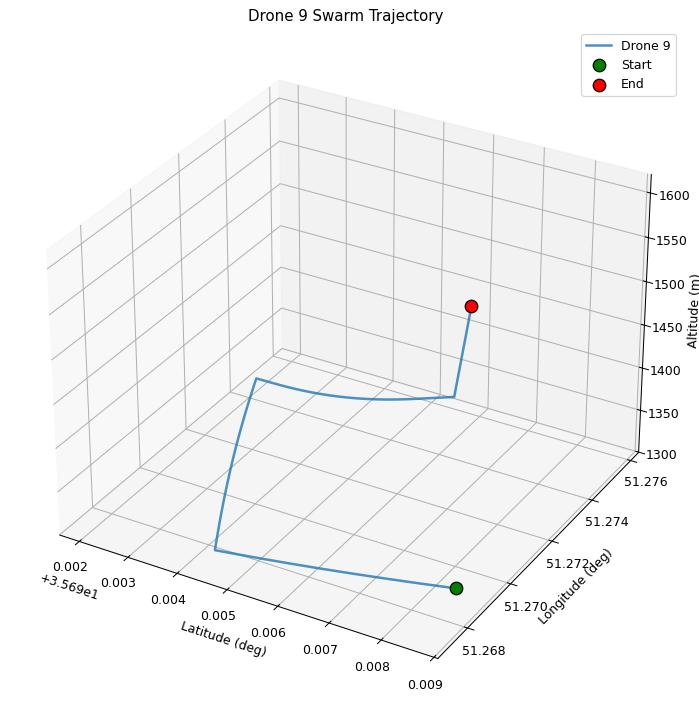 Drone 9 Swarm Trajectory
Drone 9
Start
End
1600
1550
1500
1450
1400
1350
1300
Altitude (m)
51.276
51.274
51.272
51.270
51.268
Longitude (deg)
0.002
0.003
0.004
0.005
0.006
0.007
0.008
0.009
+3.569e1
Latitude (deg)